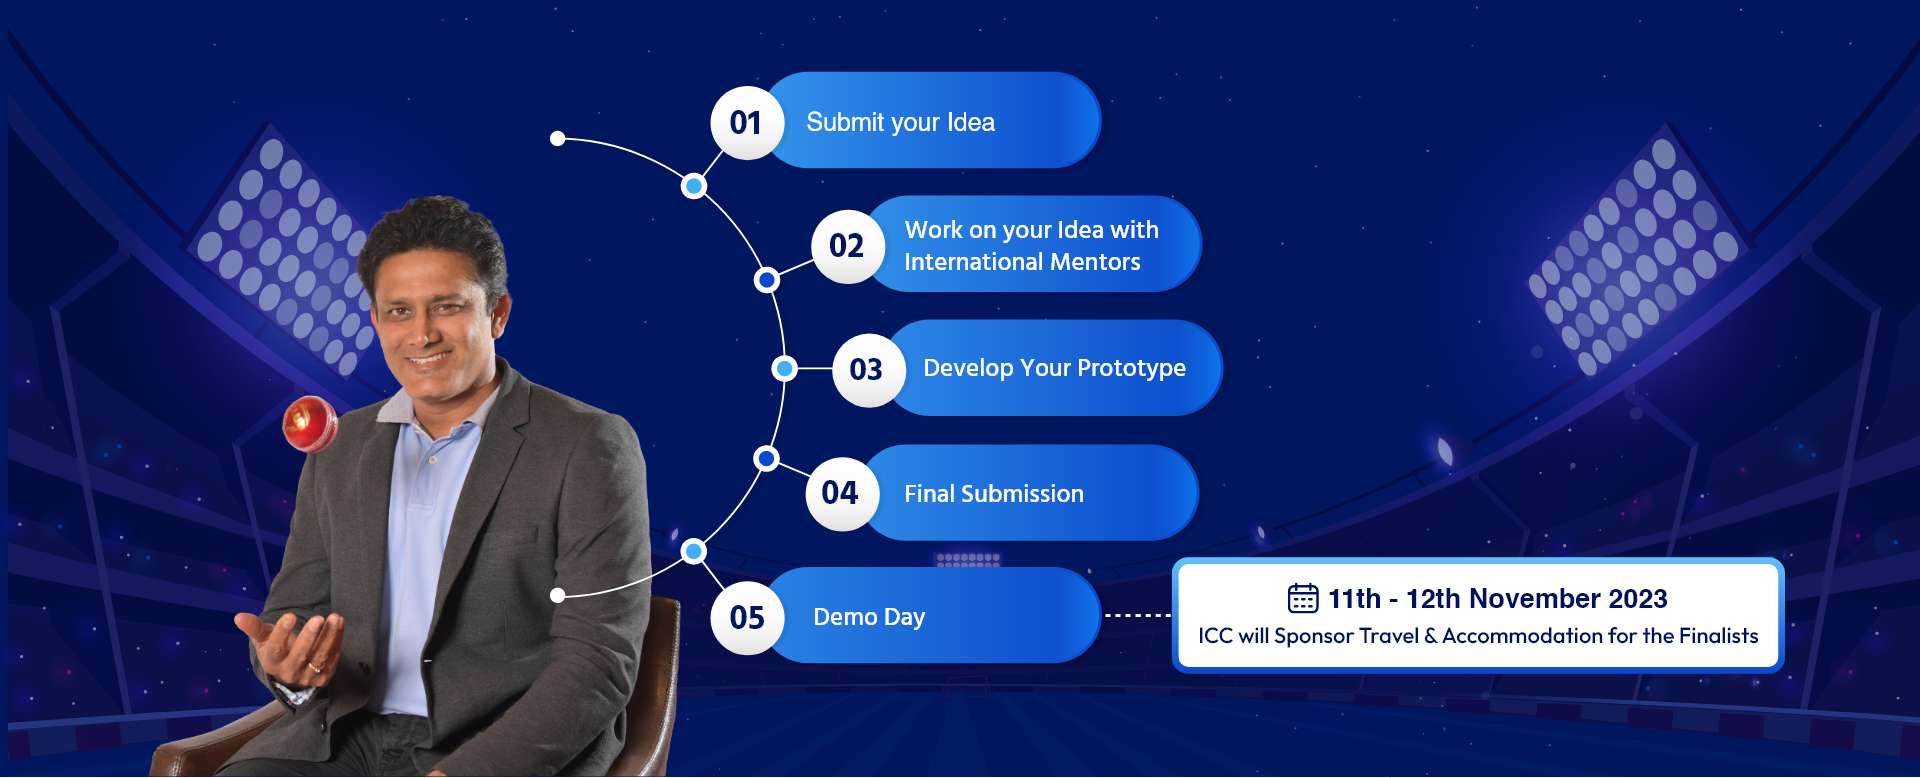 01
Submit your Idea
02
Work on your Idea with
International Mentors
03
Develop Your Prototype
04
Final Submission
05
Demo Day
11th - 12th November 2023
ICC will Sponsor Travel & Accommodation for the Finalists